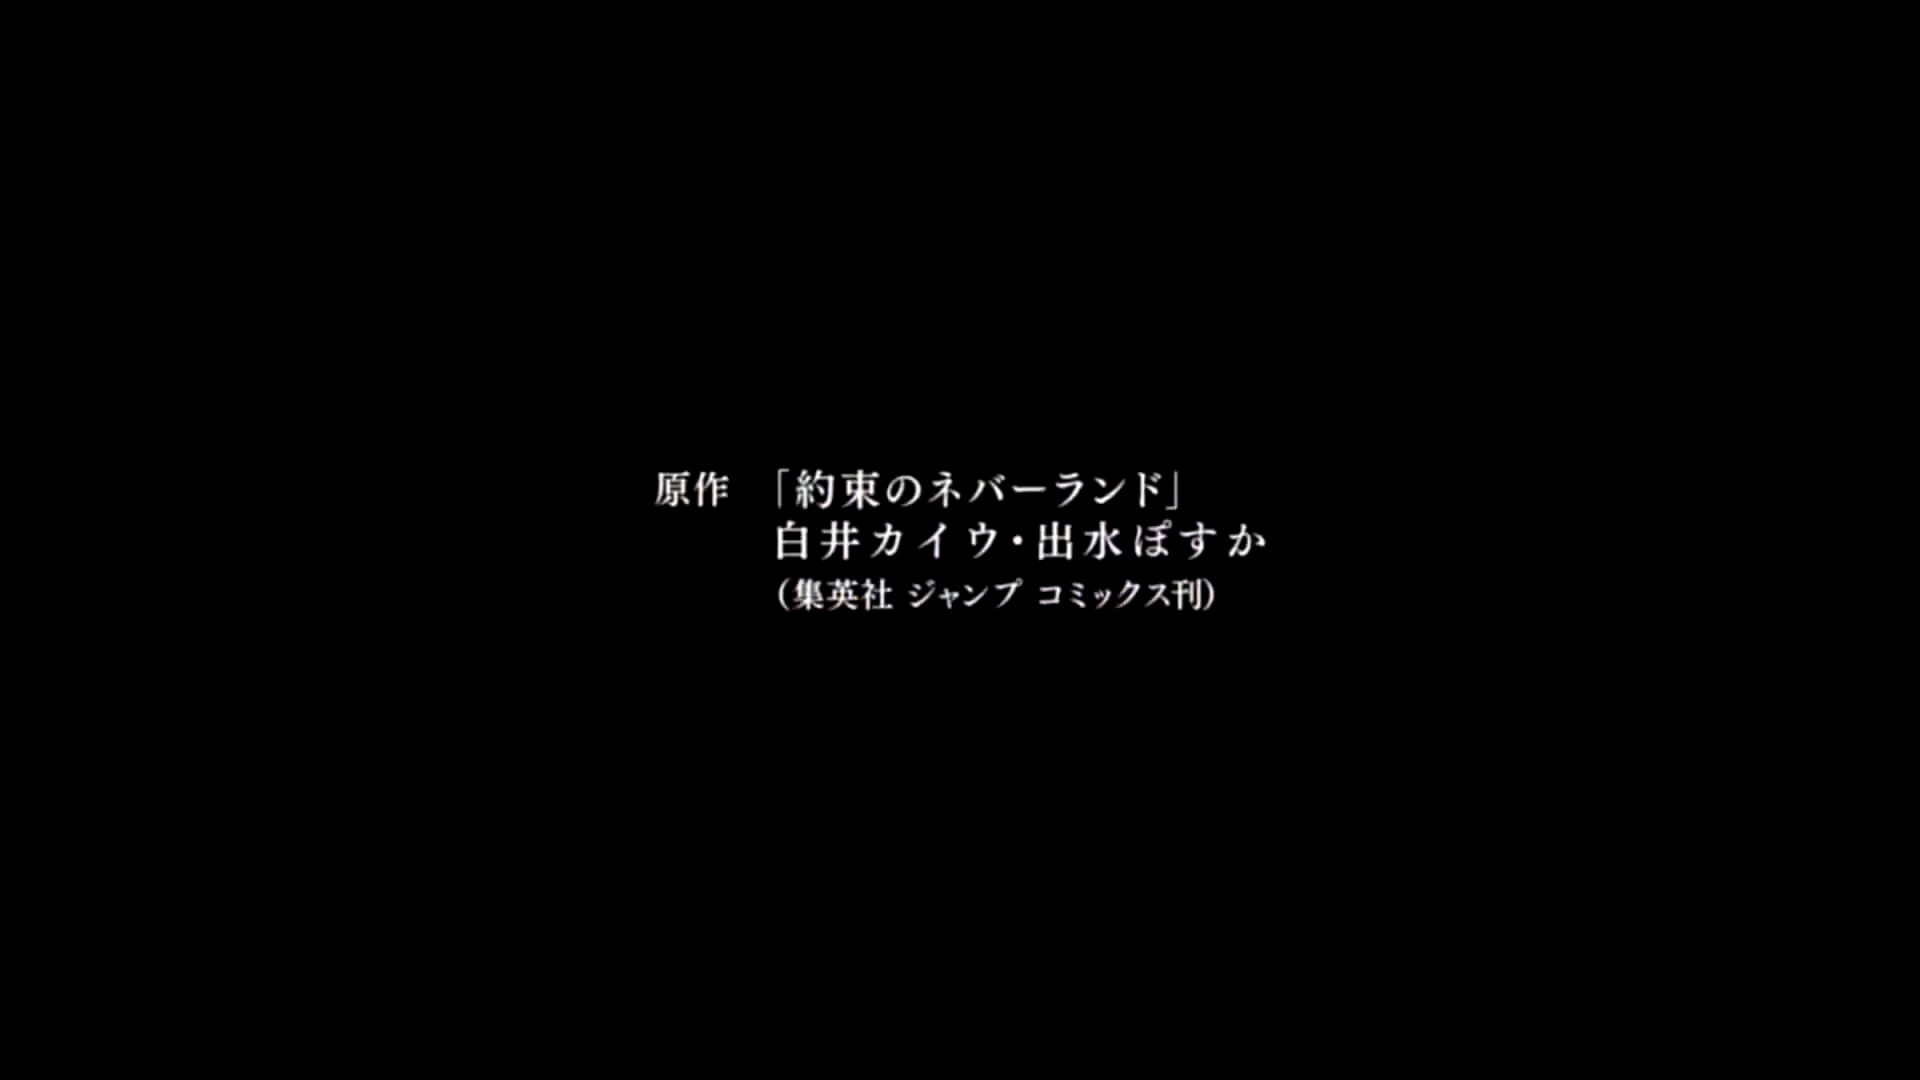 原作 「約束のネバーランド」
白井カイウ・出水ぽすか
（集英社 ジャンプ コミックス刊）